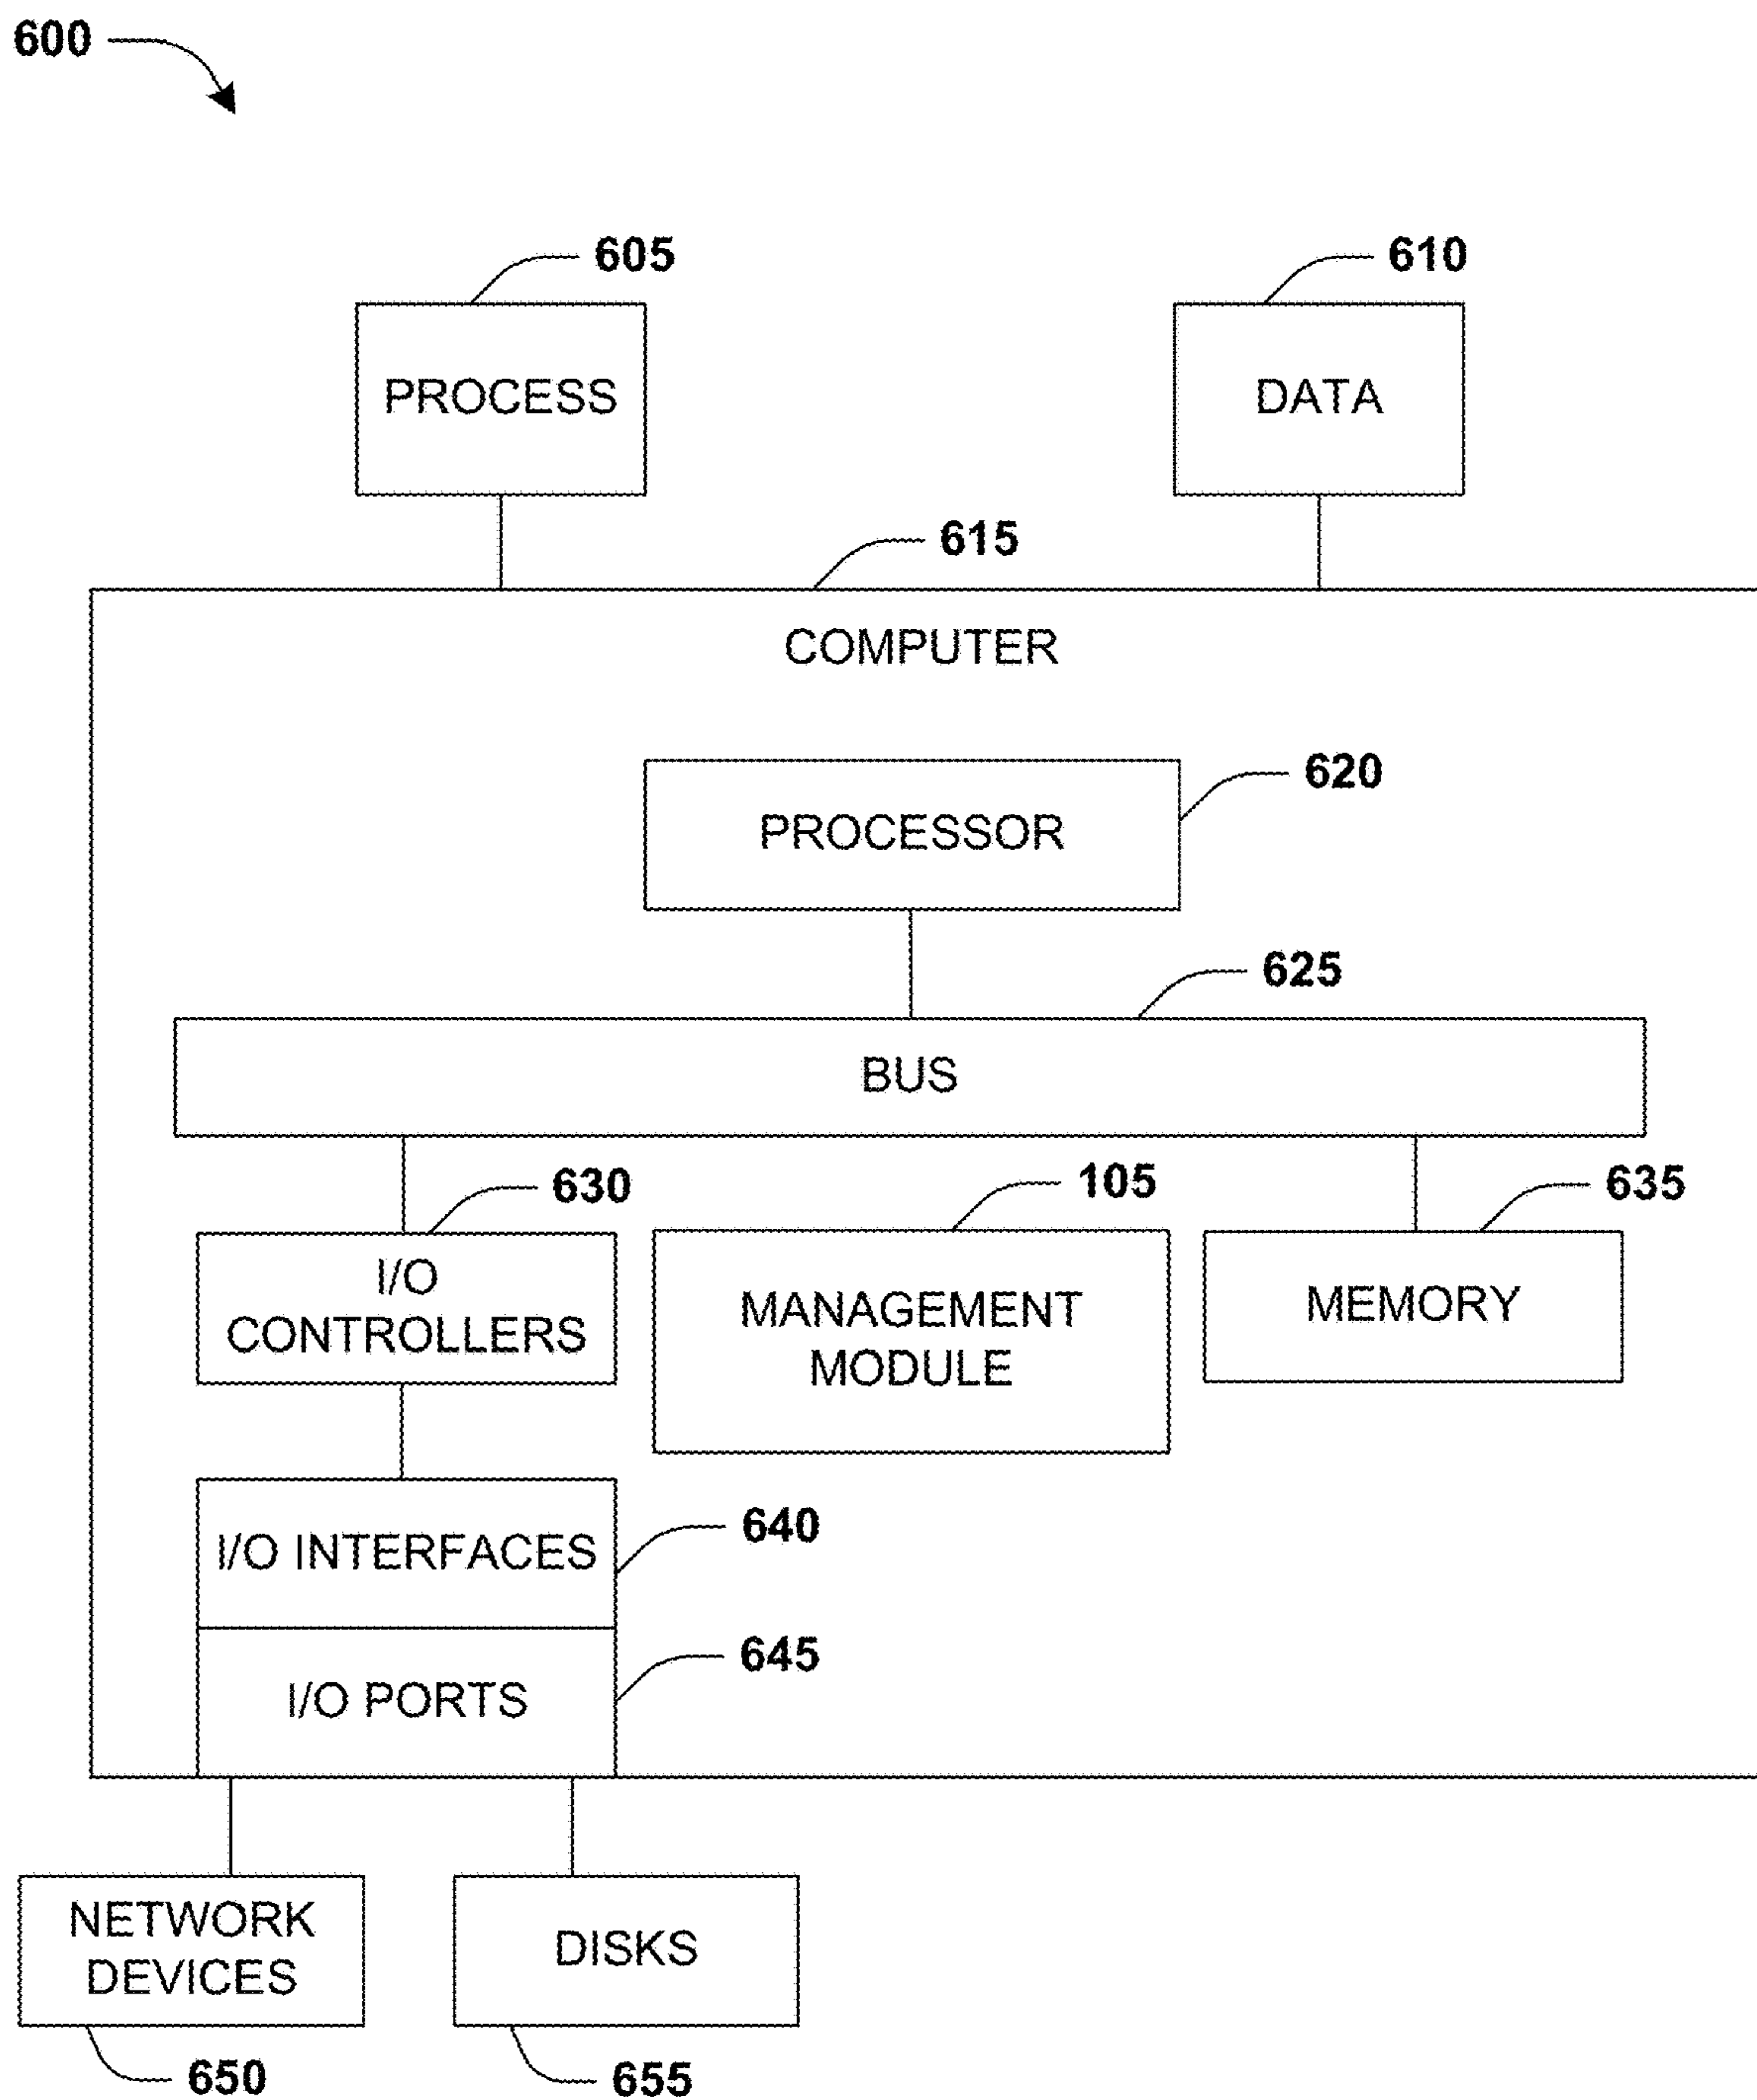 600
605
610
PROCESS
DATA
615
COMPUTER
620
PROCESSOR
625
BUS
630
105
635
I/O
CONTROLLERS
MANAGEMENT
MODULE
MEMORY
640
I/O INTERFACES
645
I/O PORTS
NETWORK
DEVICES
DISKS
650
655